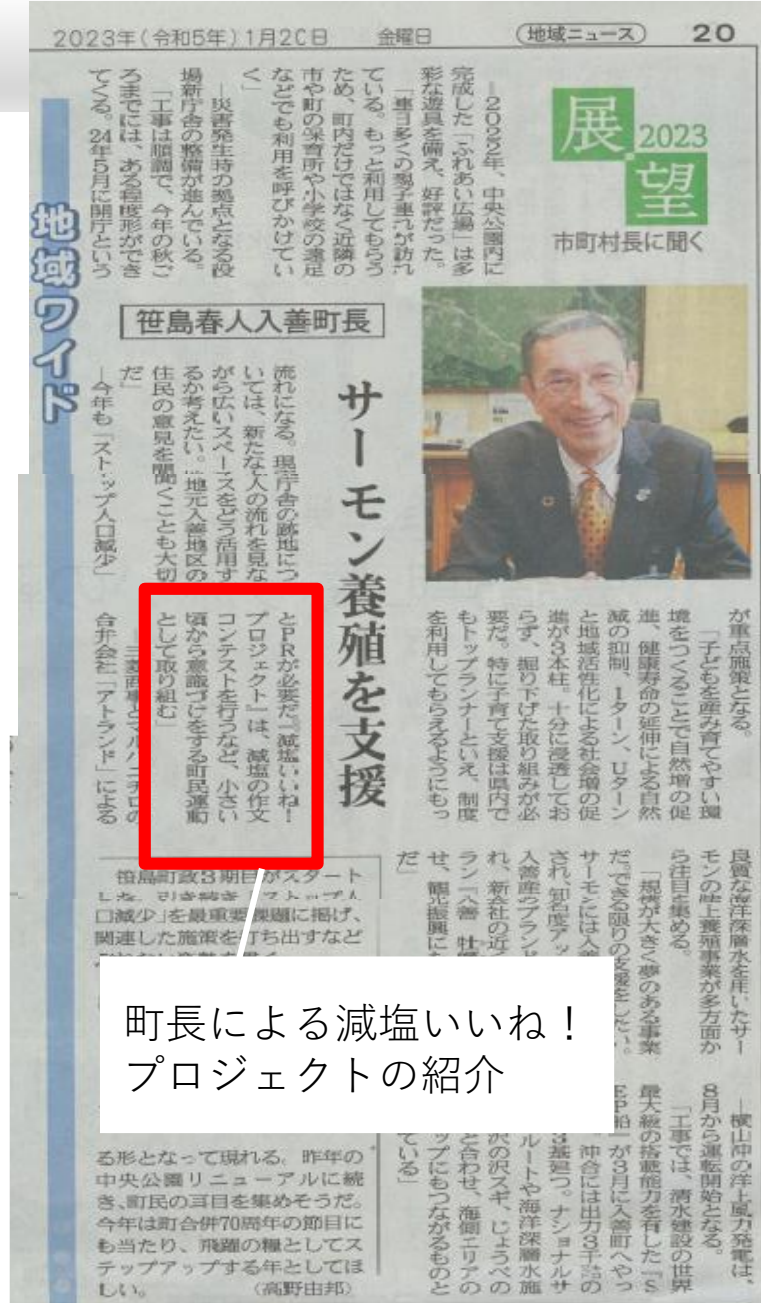 2023年(令和5年)1月20日 金曜日 (地域ニュース) 20
展望
2023
市町村長に聞く
地域ワイド
笹島春人入善町長
サーモン養殖を支援
―2022年、中央公園内に
完成した「ふれあい広場」は多
彩な遊具を備え、好評だった。
「連日多くの親子連れが訪れ
ている。もっと利用してもらう
ため、町内だけではなく近隣の
市や町の保育所や小学校の遠足
などでも利用を呼びかけてい
く」
―災害発生時の拠点となる役
場新庁舎の整備が進んでいる。
「工事は順調で、今年の秋ご
ろまでには、ある程度形ができ
てくる。24年5月に開庁という
流れになる。現庁舎の跡地につ
いては、新たな人の流れを見な
がら広いスペースをどう活用す
るか考えたい。地元入善地区の
住民の意見を聞くことも大切
だ」
―今年も「ストップ人口減少」
が重点施策となる。
「子どもを産み育てやすい環
境をつくることで自然増の促
進、健康寿命の延伸による自然
減の抑制、Iターン、Uターン
と地域活性化による社会増の促
進が3本柱。十分に浸透してお
らず、掘り下げた取り組みが必
要だ。特に子育て支援は県内で
もトップランナーといえ、制度
を利用してもらえるようにもっ
とPRが必要だ。『減塩いいね!
プロジェクト』は、減塩の作文
コンテストを行うなど、小さい
頃から意識づけをする町民運動
として取り組む」
―三菱商事とマルハニチロの
合弁会社「アトランド」による
良質な海洋深層水を用いたサー
モンの陸上養殖事業が多方面か
ら注目を集める。
「規模が大きく夢のある事業
だ。できる限りの支援をしたい。
サーモンには入善
され、知名度アッ
入善産のブランド
れ、新会社の近く
ラン『入善 牡蠣
せ、観光振興に
だ」
―横山沖の洋上風力発電は、
8月から運転開始となる。
「工事では、清水建設の世界
最大級の搭載能力を有した『S
EP船』が3月に入善町へやっ
沖合には出力3千㌔の
3基建つ。ナショナルサ
ルートや海洋深層水施
沢の沢スギ、じょうべの
と合わせ、海側エリアの
ップにもつながるものと
ている」
笹島町政3期目がスタート
した。引き続き「ストップ人
口減少」を最重要課題に掲げ、
関連した施策を打ち出すなど
る形となって現れる。昨年の
中央公園リニューアルに続
き、町民の耳目を集めそうだ。
今年は町合併70周年の節目に
も当たり、飛躍の糧としてス
テップアップする年としてほ
しい。 (高野由邦)
町長による減塩いいね!
プロジェクトの紹介